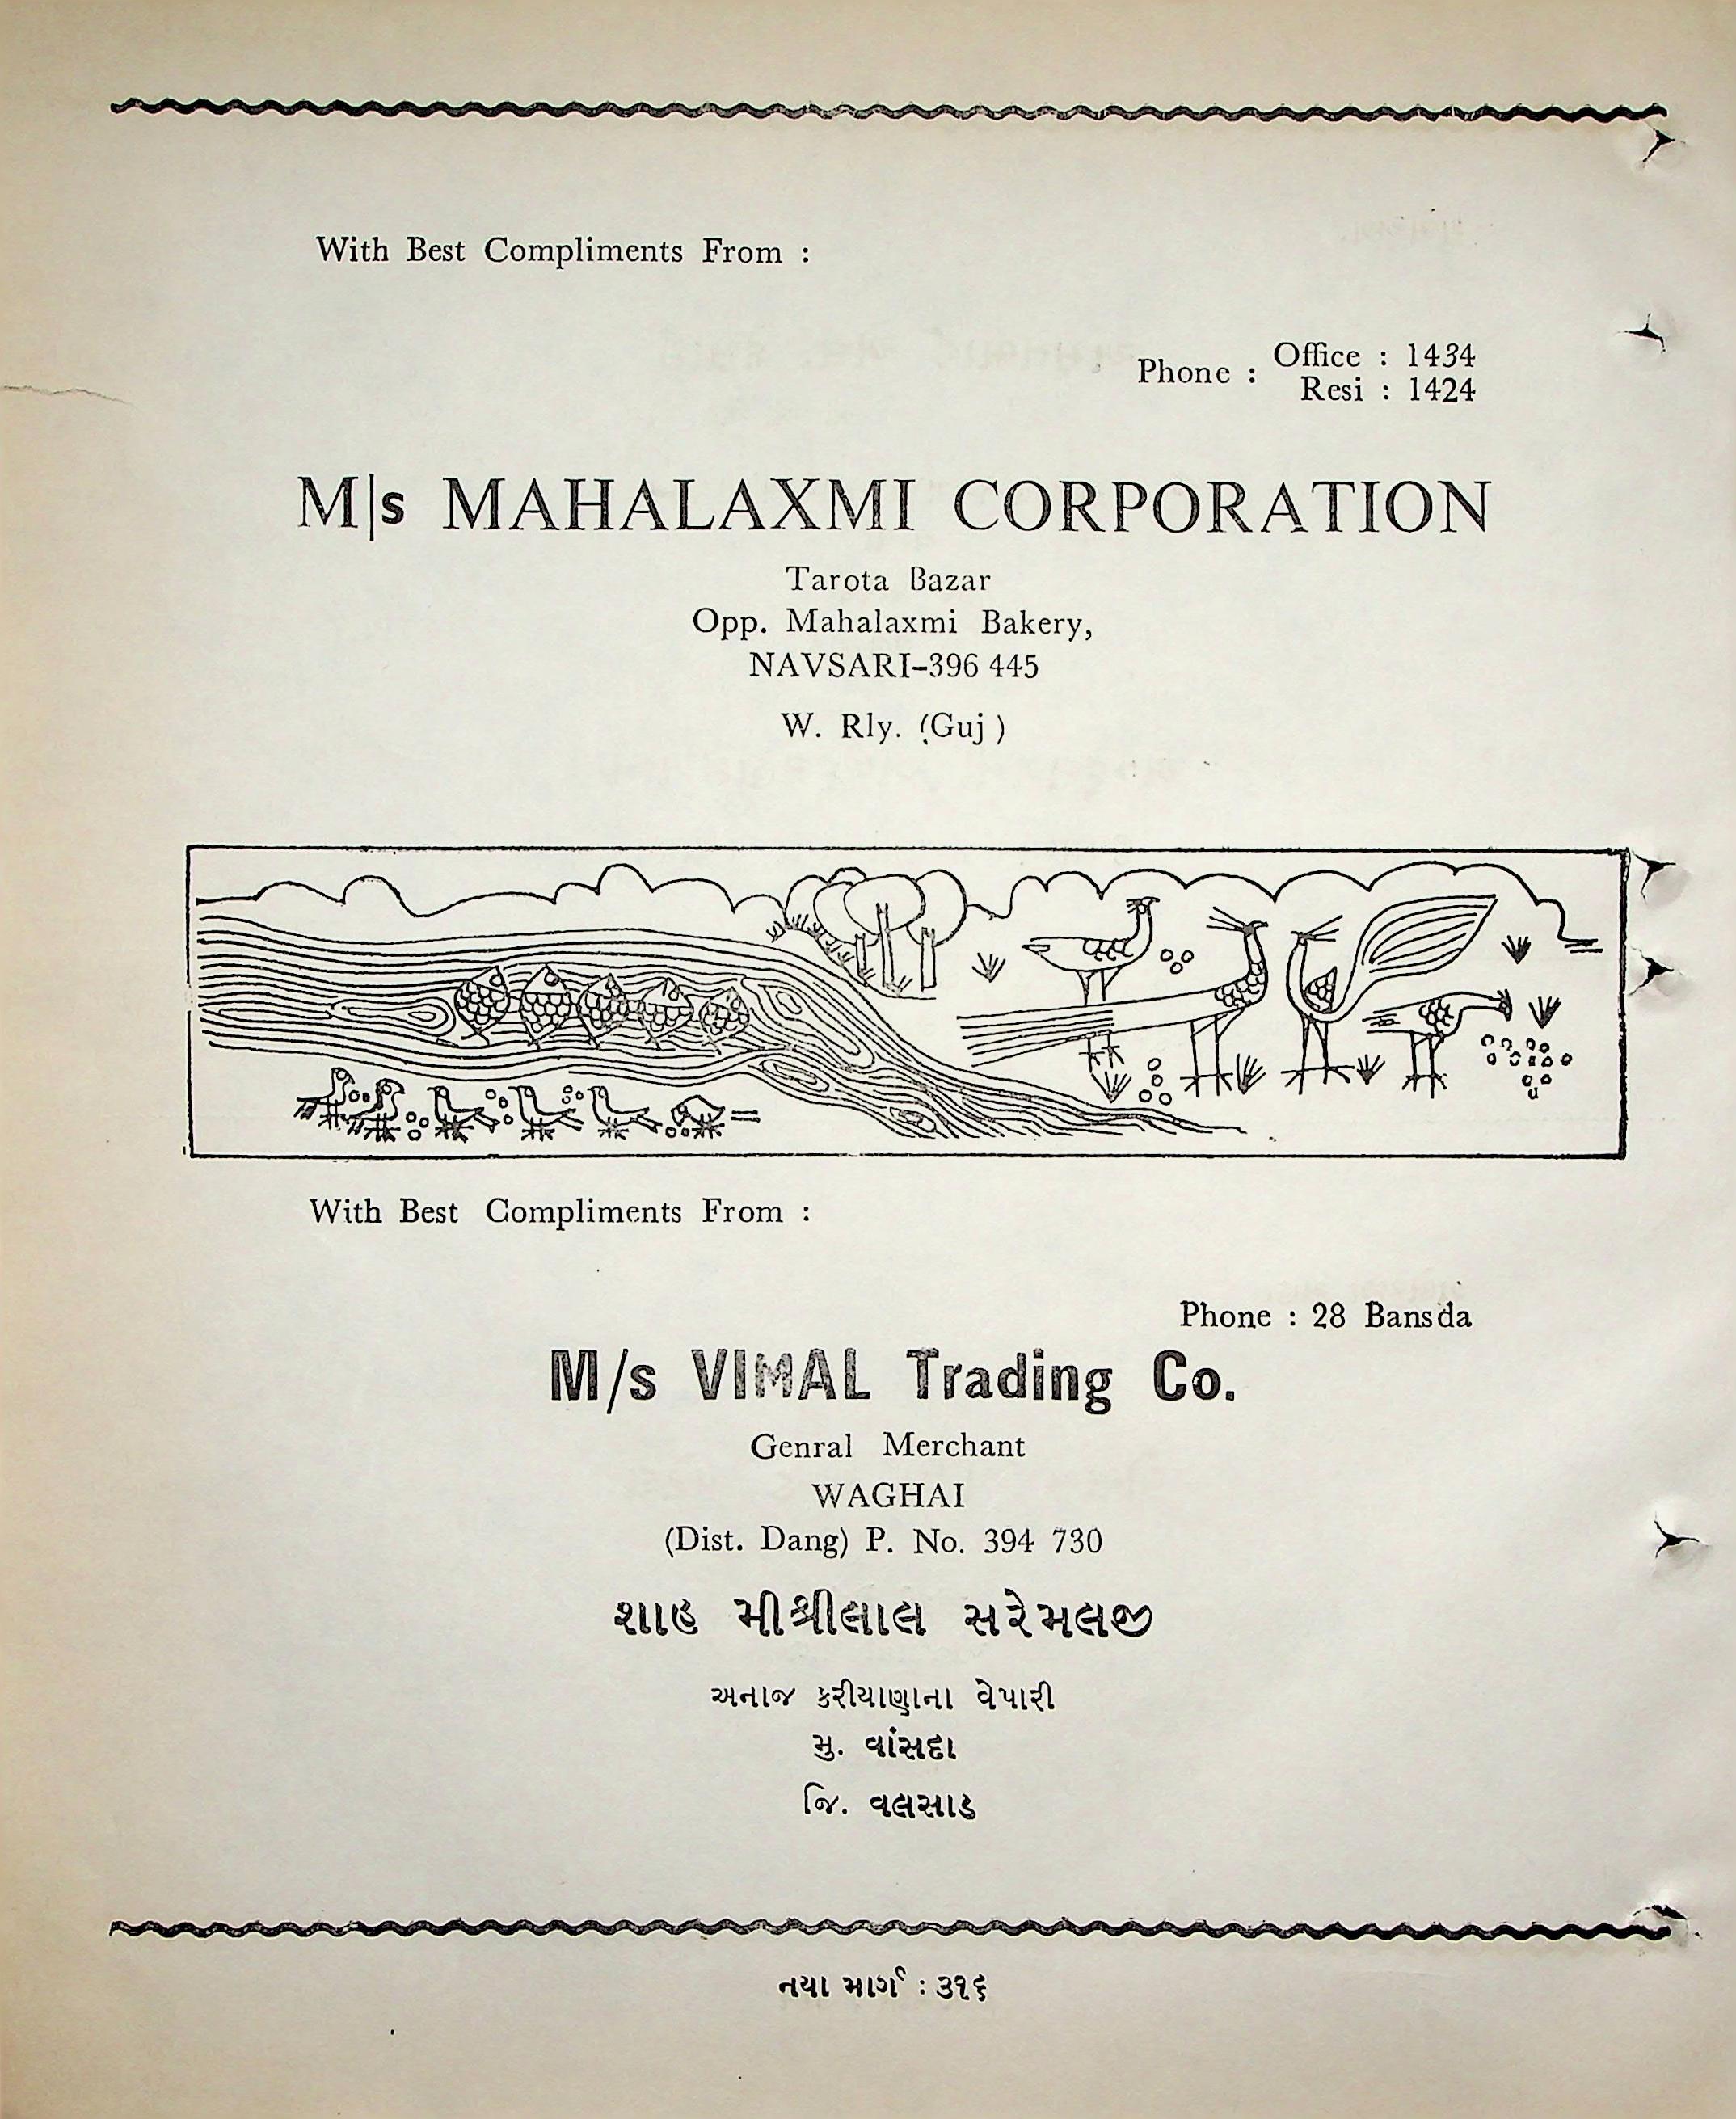 With Best Compliments From :
Phone : Office : 1434
Resi : 1424
M|s MAHALAXMI CORPORATION
Tarota Bazar
Opp. Mahalaxmi Bakery,
NAVSARI-396 445
W. Rly. (Guj )
With Best Compliments From :
Phone : 28 Bansda
M/s VIMAL Trading Co.
Genral Merchant
WAGHAI
(Dist. Dang) P. No. 394 730
શાહ મીશ્રીલાલ સરેમલજી
અનાજ કરીયાણાના વેપારી
મુ. વાંસદા
જિ. વલસાડ
નયા માર્ગ : ૩૧૬